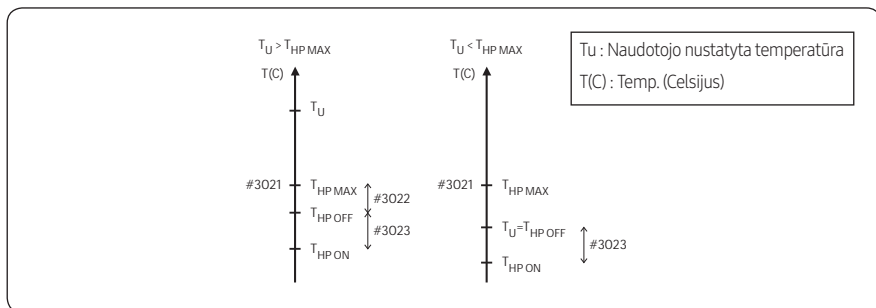 T_U > T_HP MAX
T(C)
T_U
#3021
T_HP MAX
#3022
T_HP OFF
#3023
T_HP ON
T_U < T_HP MAX
T(C)
#3021
T_HP MAX
T_U=T_HP OFF
#3023
T_HP ON
Tu : Naudotojo nustatyta temperatūra
T(C) : Temp. (Celsijus)